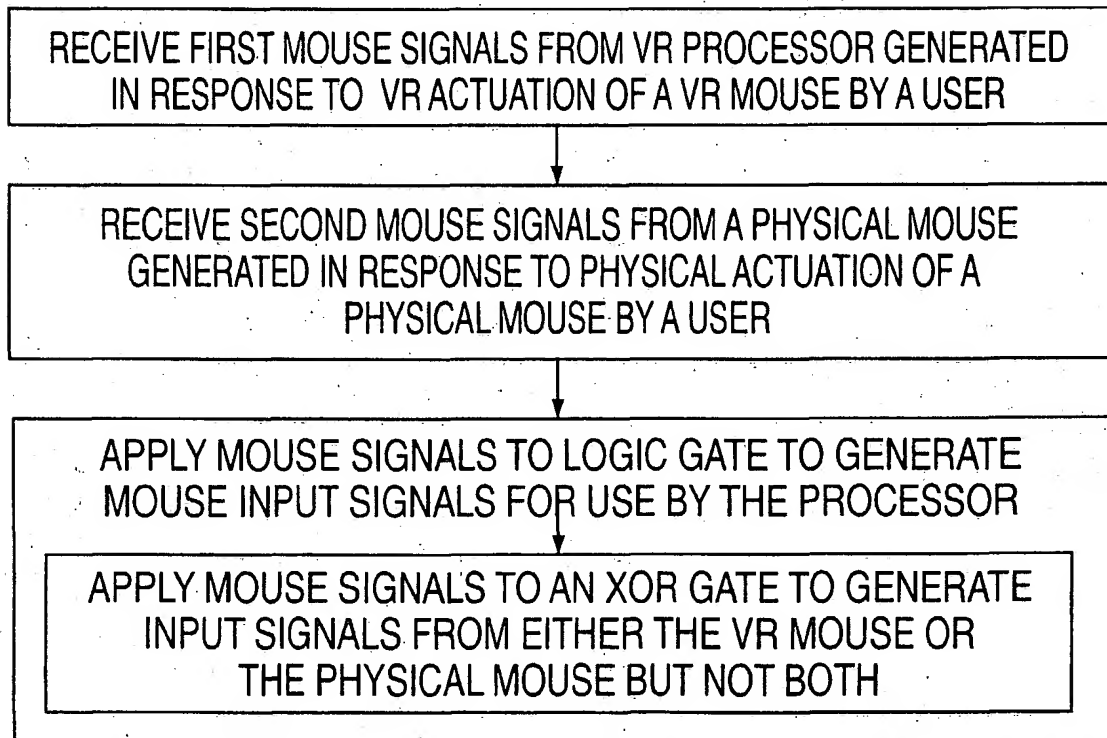 RECEIVE FIRST MOUSE SIGNALS FROM VR PROCESSOR GENERATED
IN RESPONSE TO VR ACTUATION OF A VR MOUSE BY A USER
RECEIVE SECOND MOUSE SIGNALS FROM A PHYSICAL MOUSE
GENERATED IN RESPONSE TO PHYSICAL ACTUATION OF A
PHYSICAL MOUSE BY A USER
APPLY MOUSE SIGNALS TO LOGIC GATE TO GENERATE
MOUSE INPUT SIGNALS FOR USE BY THE PROCESSOR
APPLY MOUSE SIGNALS TO AN XOR GATE TO GENERATE
INPUT SIGNALS FROM EITHER THE VR MOUSE OR
THE PHYSICAL MOUSE BUT NOT BOTH